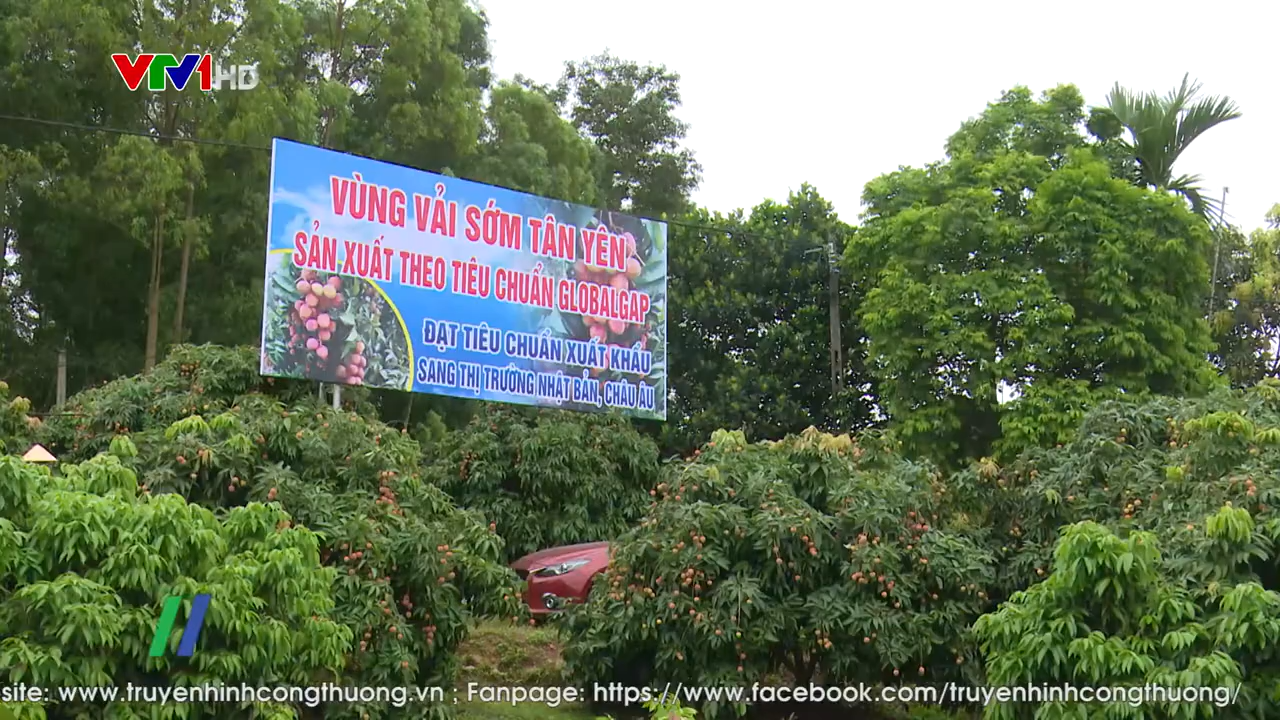 VTV1 HD
VÙNG VẢI SỚM TÂN YÊN
SẢN XUẤT THEO TIÊU CHUẨN GLOBALGAP
ĐẠT TIÊU CHUẨN XUẤT KHẨU
SANG THỊ TRƯỜNG NHẬT BẢN, CHÂU ÂU
site: www.truyenhinhcongthuong.vn ; Fanpage: https://www.facebook.com/truyenhinhcongthuong/